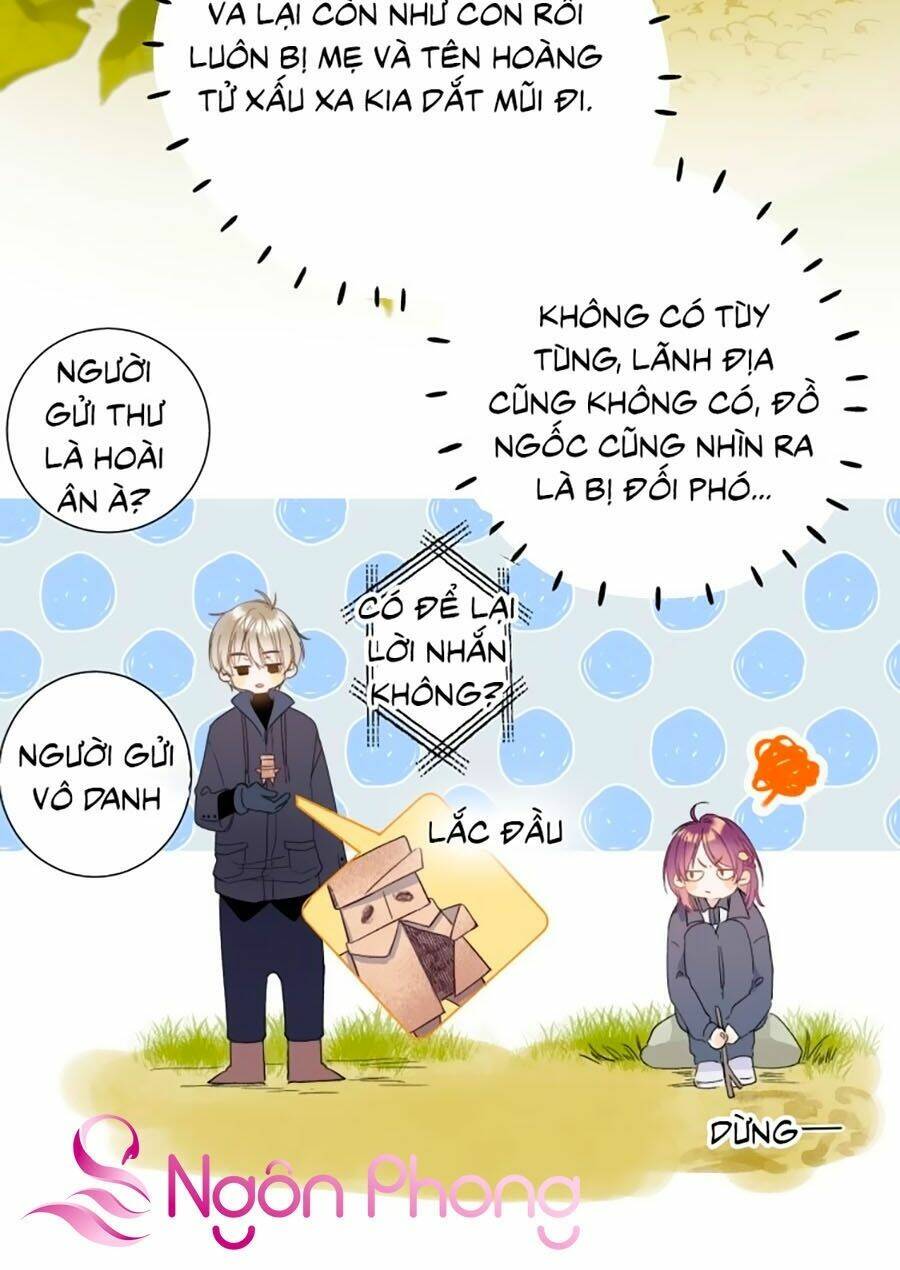 VÀ LẠI CÒN NHƯ CON RỐI
LUÔN BỊ MẸ VÀ TÊN HOÀNG
TỬ XẤU XA KIA DẮT MŨI ĐI.
KHÔNG CÓ TÙY
TÙNG, LÃNH ĐỊA
CŨNG KHÔNG CÓ, ĐỒ
NGỐC CŨNG NHÌN RA
LÀ BỊ ĐỐI PHÓ...
NGƯỜI
GỬI THƯ
LÀ HOÀI
ÂN À?
CÓ ĐỂ LẠI
LỜI NHẮN
KHÔNG?
NGƯỜI GỬI
VÔ DANH
LẮC ĐẦU
DỪNG—
Ngôn Phong